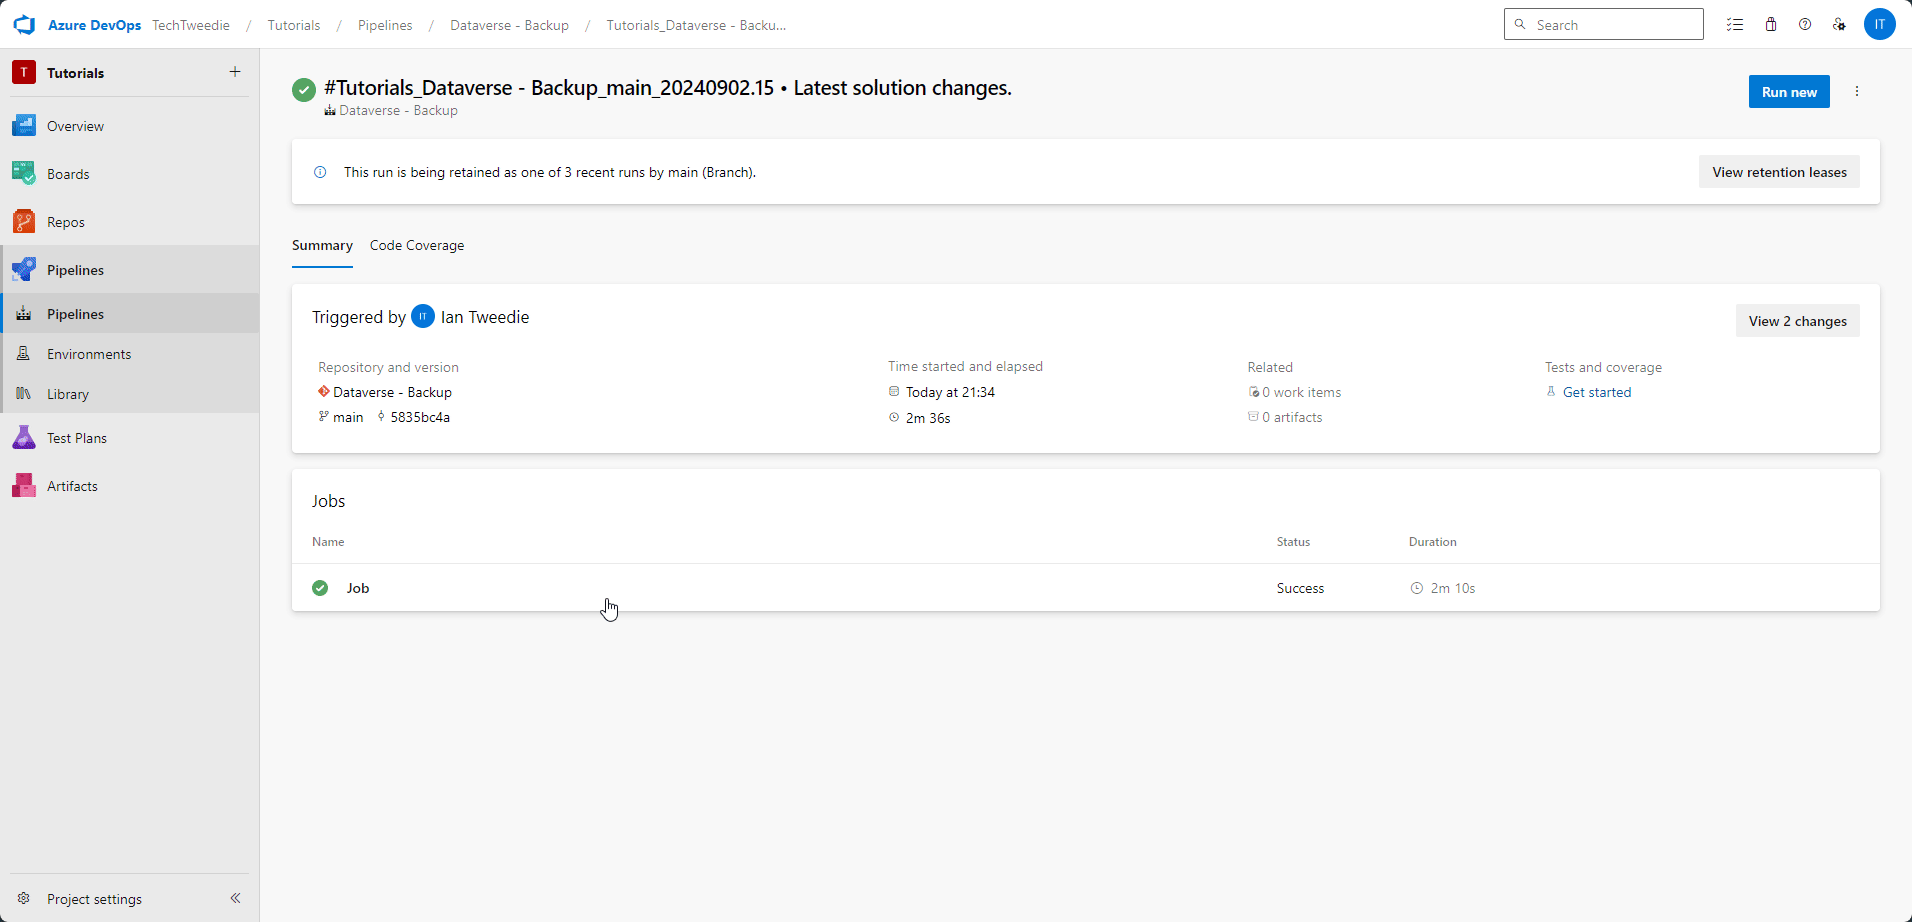 Azure DevOps TechTweedie / Tutorials / Pipelines / Dataverse - Backup / Tutorials_Dataverse - Backu...
Search
IT
T Tutorials
Overview
Boards
Repos
Pipelines
Pipelines
Environments
Library
Test Plans
Artifacts
Project settings
#Tutorials_Dataverse - Backup_main_20240902.15 • Latest solution changes.
Dataverse - Backup
Run new
This run is being retained as one of 3 recent runs by main (Branch).
View retention leases
Summary Code Coverage
Triggered by IT Ian Tweedie
View 2 changes
Repository and version
Dataverse - Backup
main 5835bc4a
Time started and elapsed
Today at 21:34
2m 36s
Related
0 work items
0 artifacts
Tests and coverage
Get started
Jobs
Name Status Duration
Job Success 2m 10s